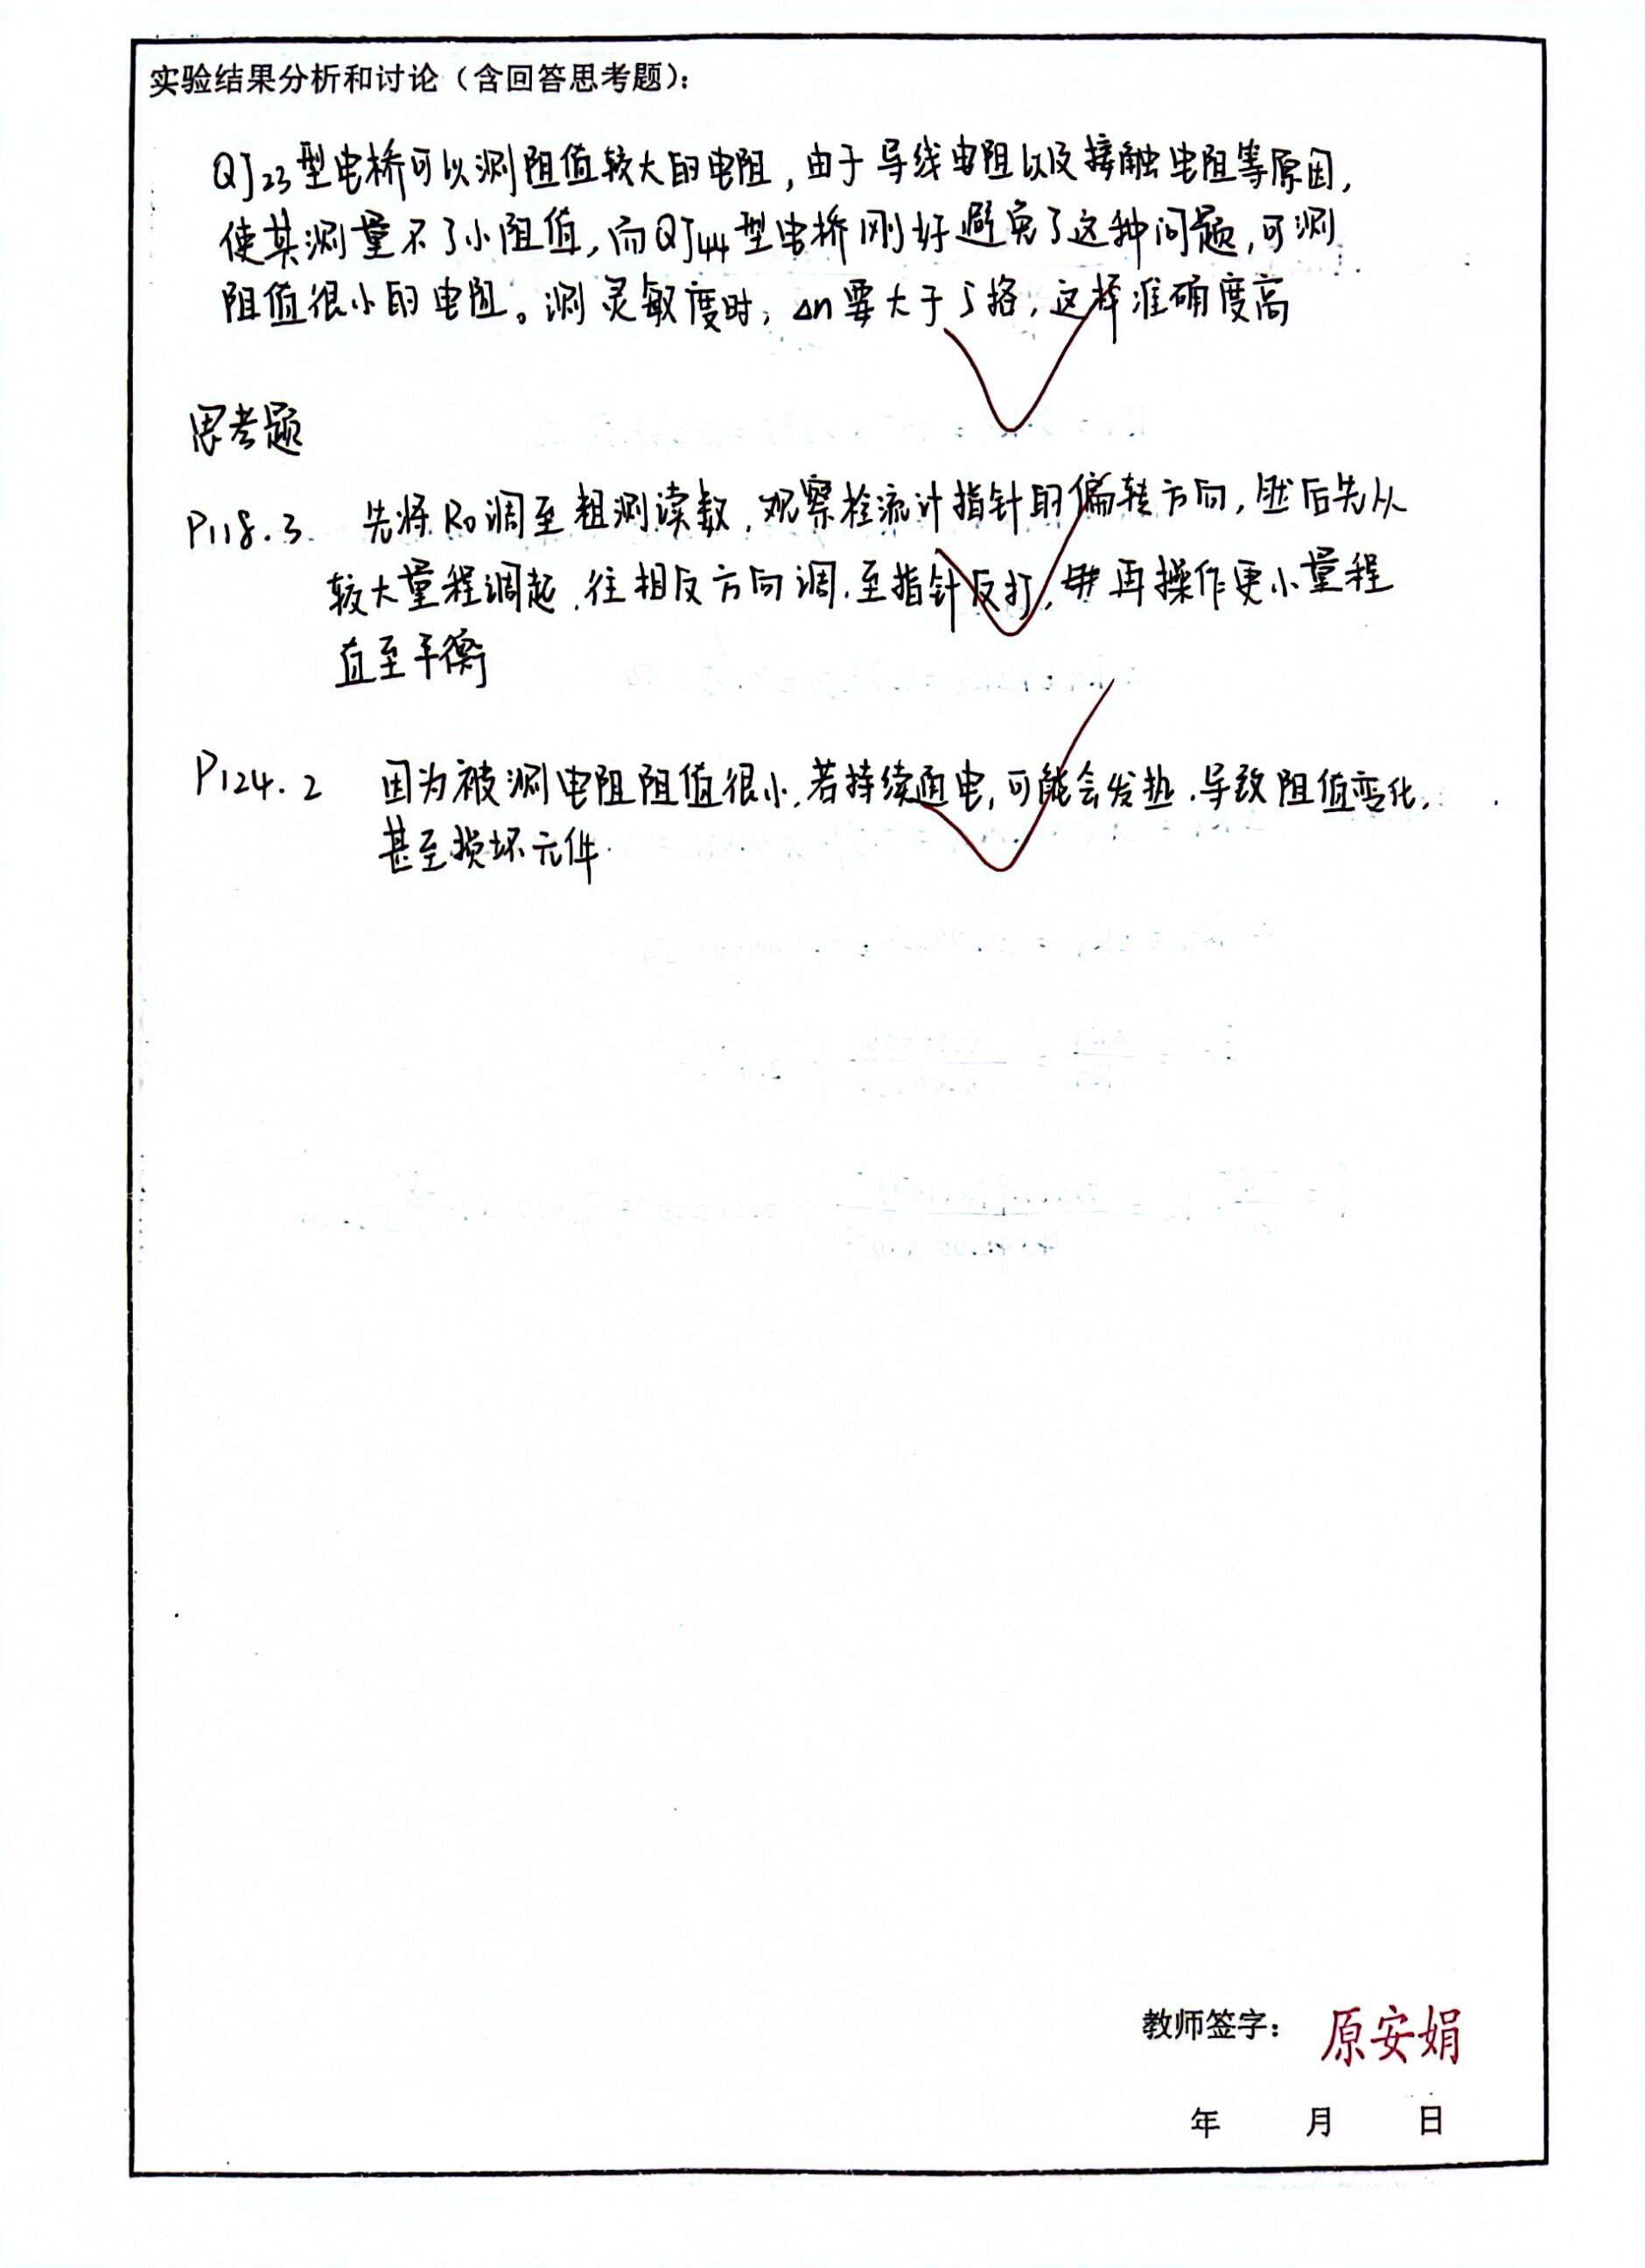 实验结果分析和讨论（含回答思考题）：
QJ23型电桥可以测阻值较大的电阻，由于导线电阻以及接触电阻等原因，
使其测量不了小阻值，而QJ44型电桥刚好避免了这种问题，可测
阻值很小的电阻。测灵敏度时，Δn要大于5格，这样准确度高
思考题
P118.3 先将R0调至粗测读数，观察检流计指针的偏转方向，然后先从
较大量程调起，往相反方向调，至指针反打，再操作更小量程
直至平衡
P124.2 因为被测电阻阻值很小，若持续通电，可能会发热，导致阻值变化，
甚至损坏元件.
教师签字： 原安娟
年 月 日